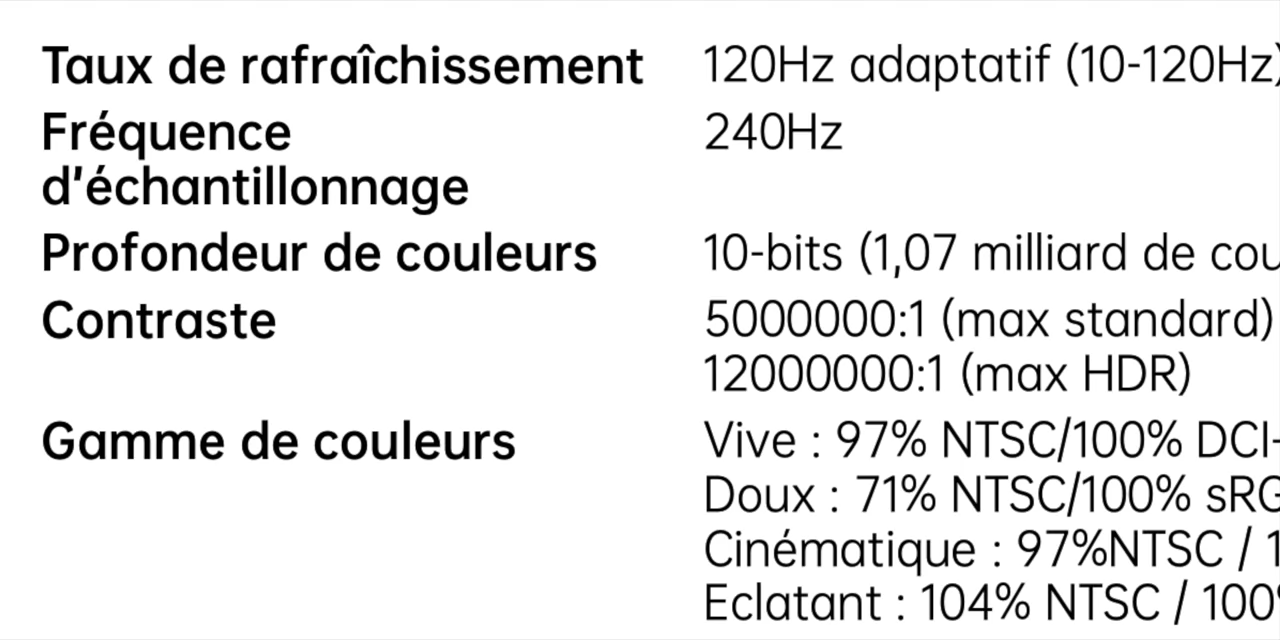 Taux de rafraîchissement 120Hz adaptatif (10-120Hz)
Fréquence 240Hz
d'échantillonnage
Profondeur de couleurs 10-bits (1,07 milliard de cou
Contraste 5000000:1 (max standard)
12000000:1 (max HDR)
Gamme de couleurs Vive : 97% NTSC/100% DCI-
Doux : 71% NTSC/100% sRG
Cinématique : 97%NTSC / 1
Eclatant : 104% NTSC / 100%